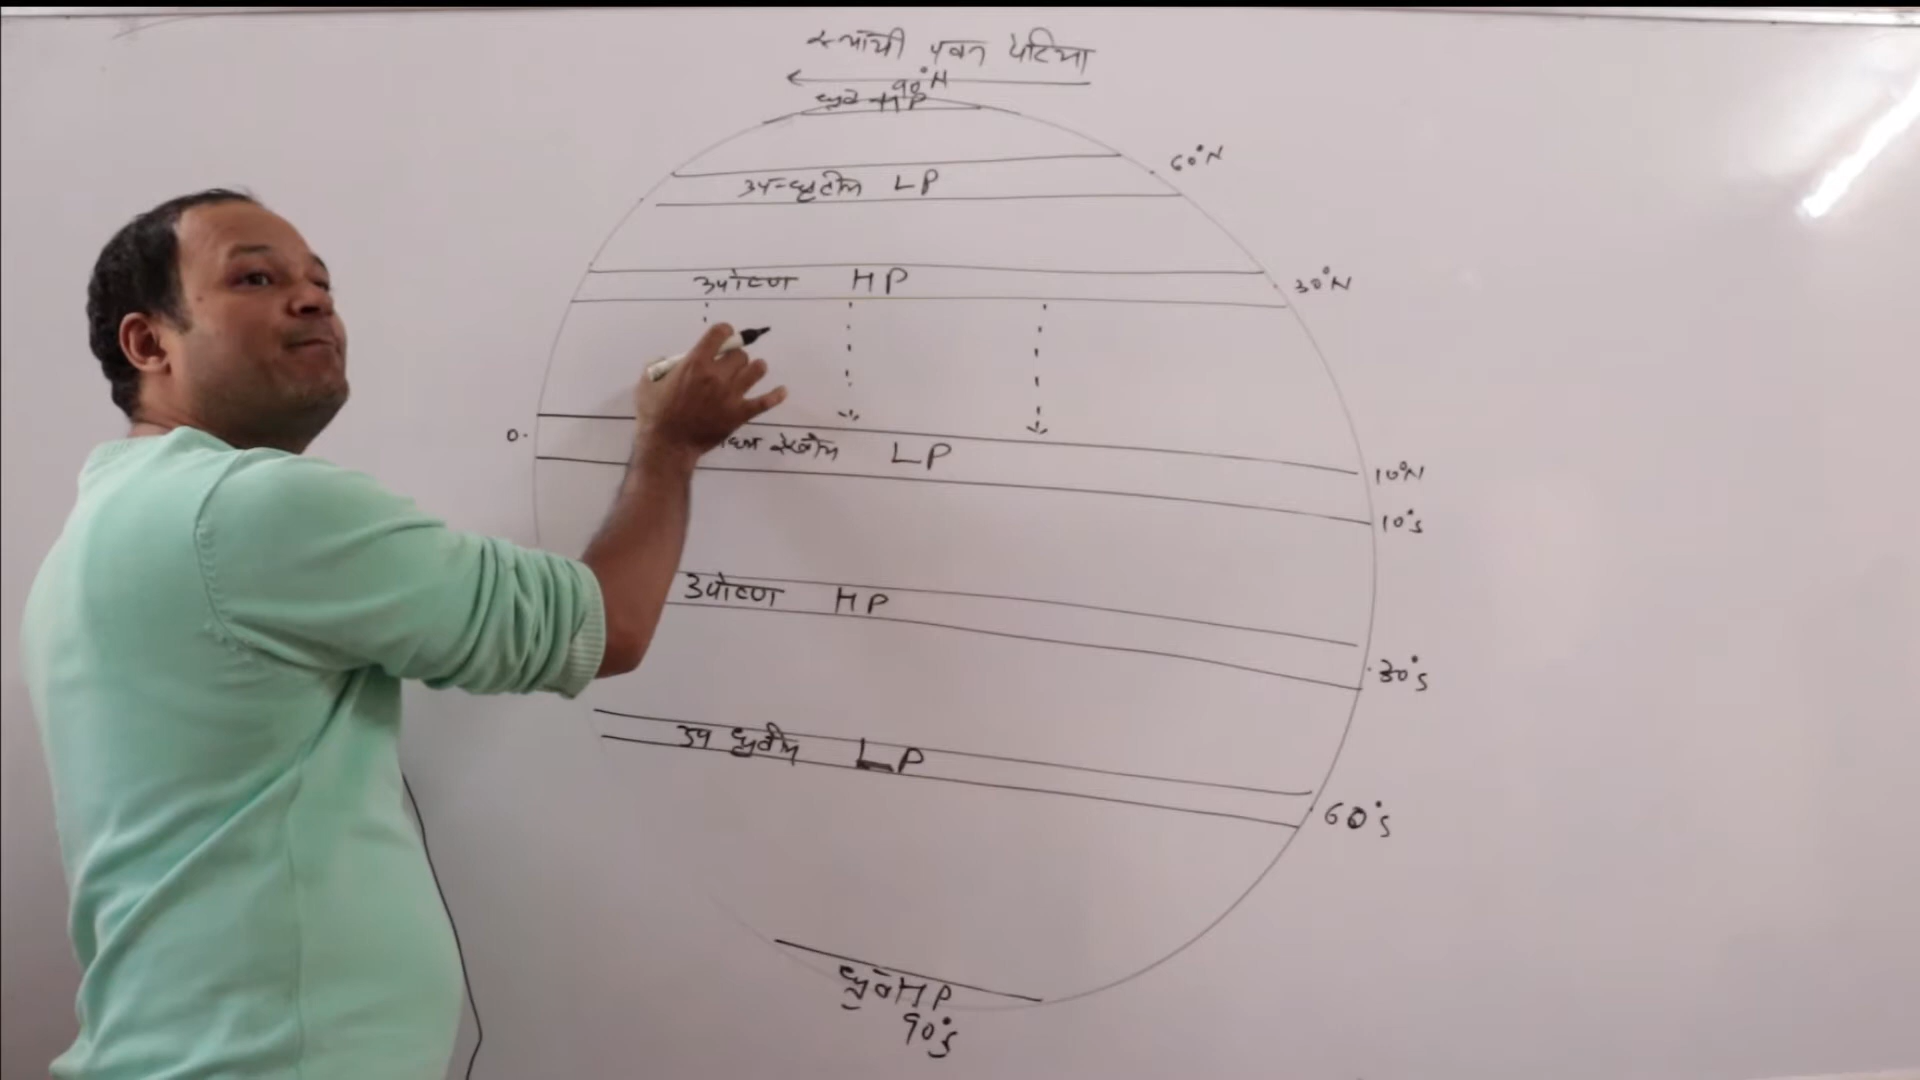 स्थायी पवन पेटिया
90°N
ध्रुव HP
60°N
उप-ध्रुवीय LP
उपोष्ण HP
30°N
0°
रेखीय LP
10°N
10°S
उपोष्ण HP
30°S
उप ध्रुवीय LP
60°S
ध्रुव HP
90°S